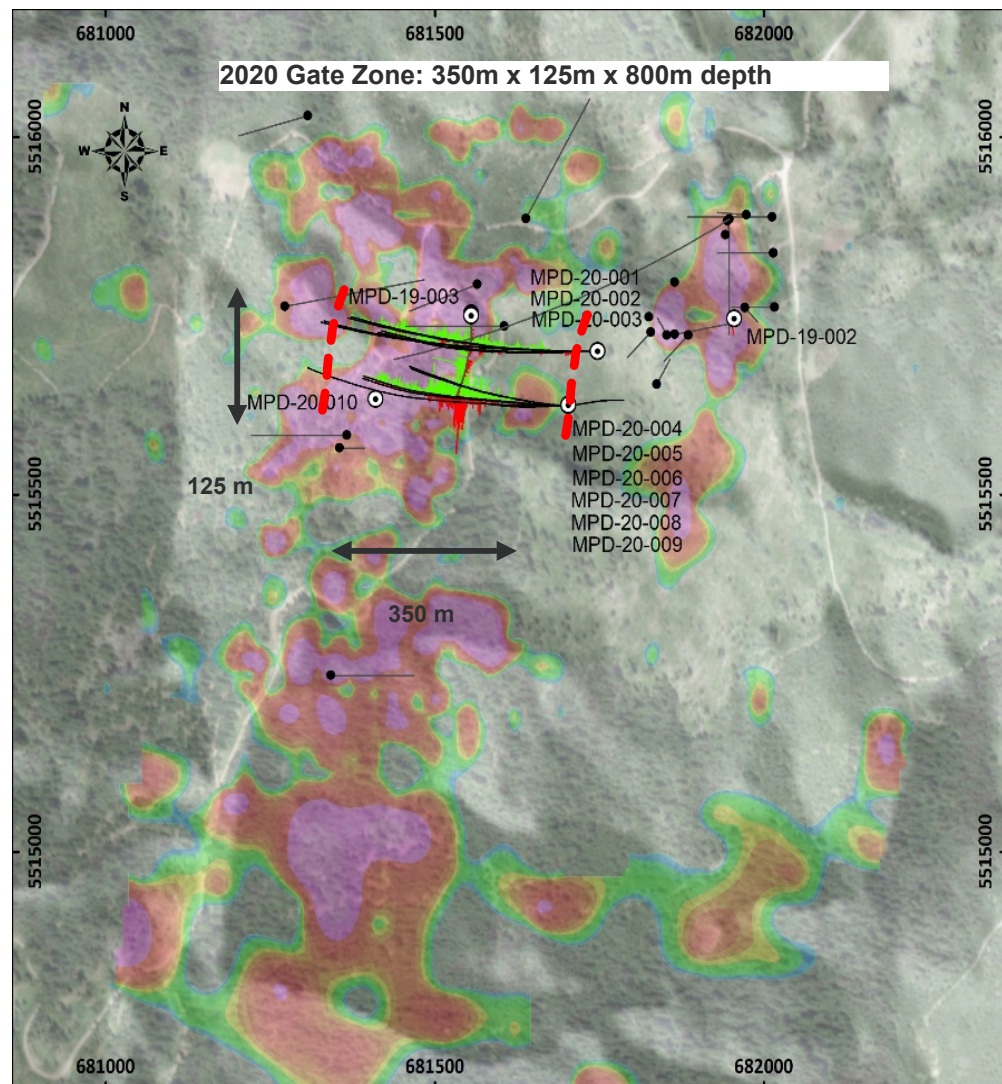 681000 681500 682000
2020 Gate Zone: 350m x 125m x 800m depth
5516000 5516000
N
W E
S
MPD-20-001
MPD-19-003 MPD-20-002
MPD-20-003
MPD-19-002
MPD-20-010
MPD-20-004
MPD-20-005
125 m
MPD-20-006
5515500 5515500
MPD-20-007
MPD-20-008
MPD-20-009
350 m
5515000 5515000
681000 681500 682000